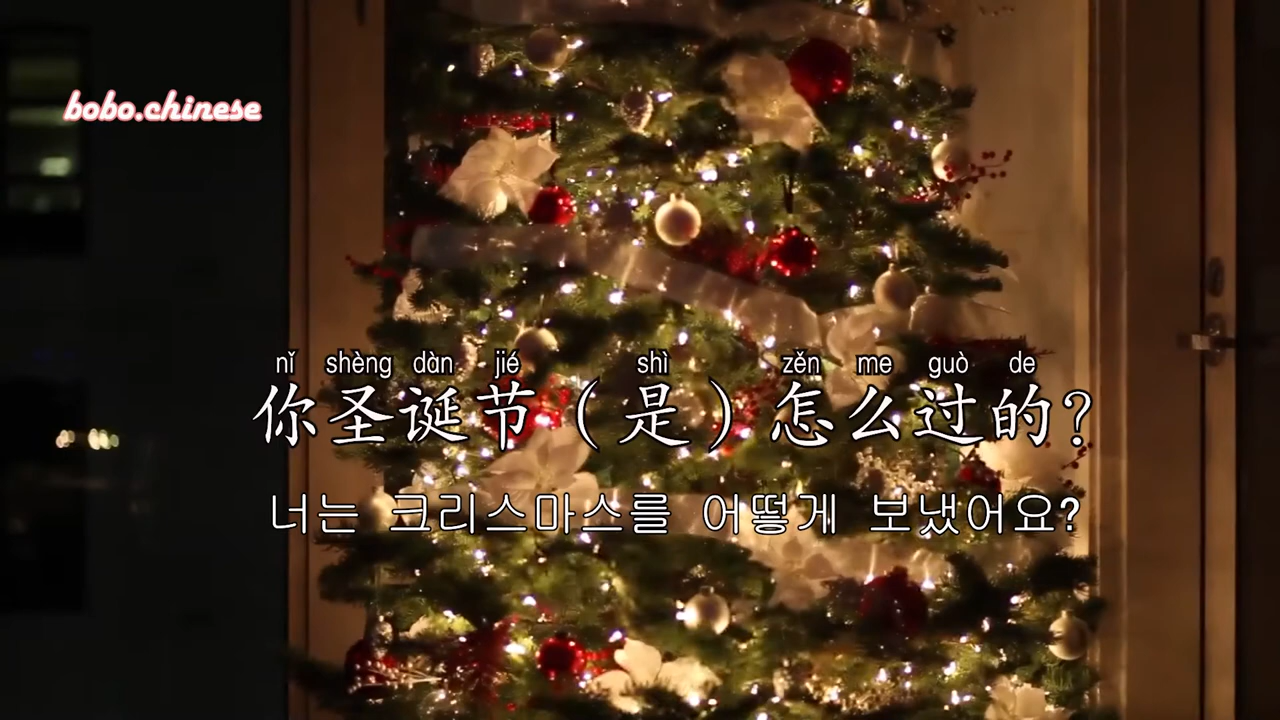 bobo.chinese
nǐ shèng dàn jié shì zěn me guò de
你圣诞节（是）怎么过的？
너는 크리스마스를 어떻게 보냈어요?